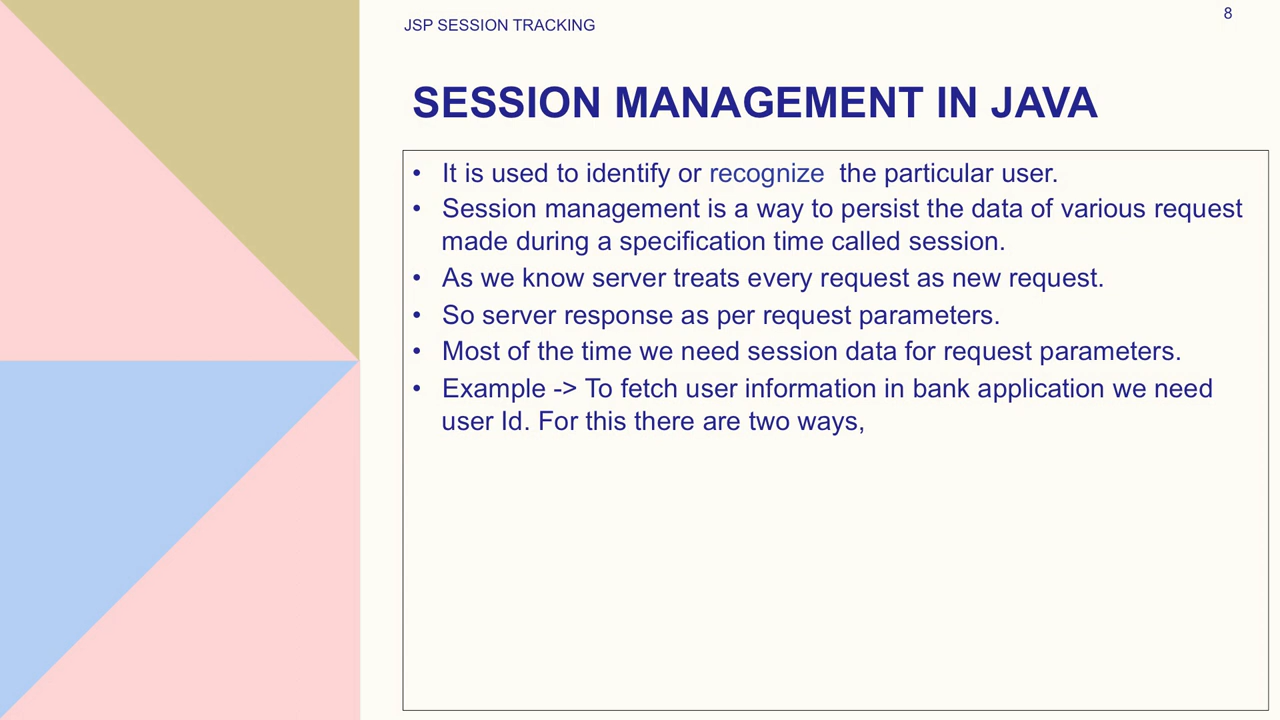 JSP SESSION TRACKING
8
SESSION MANAGEMENT IN JAVA
• It is used to identify or recognize  the particular user.
• Session management is a way to persist the data of various request
made during a specification time called session.
• As we know server treats every request as new request.
• So server response as per request parameters.
• Most of the time we need session data for request parameters.
• Example -> To fetch user information in bank application we need
user Id. For this there are two ways,